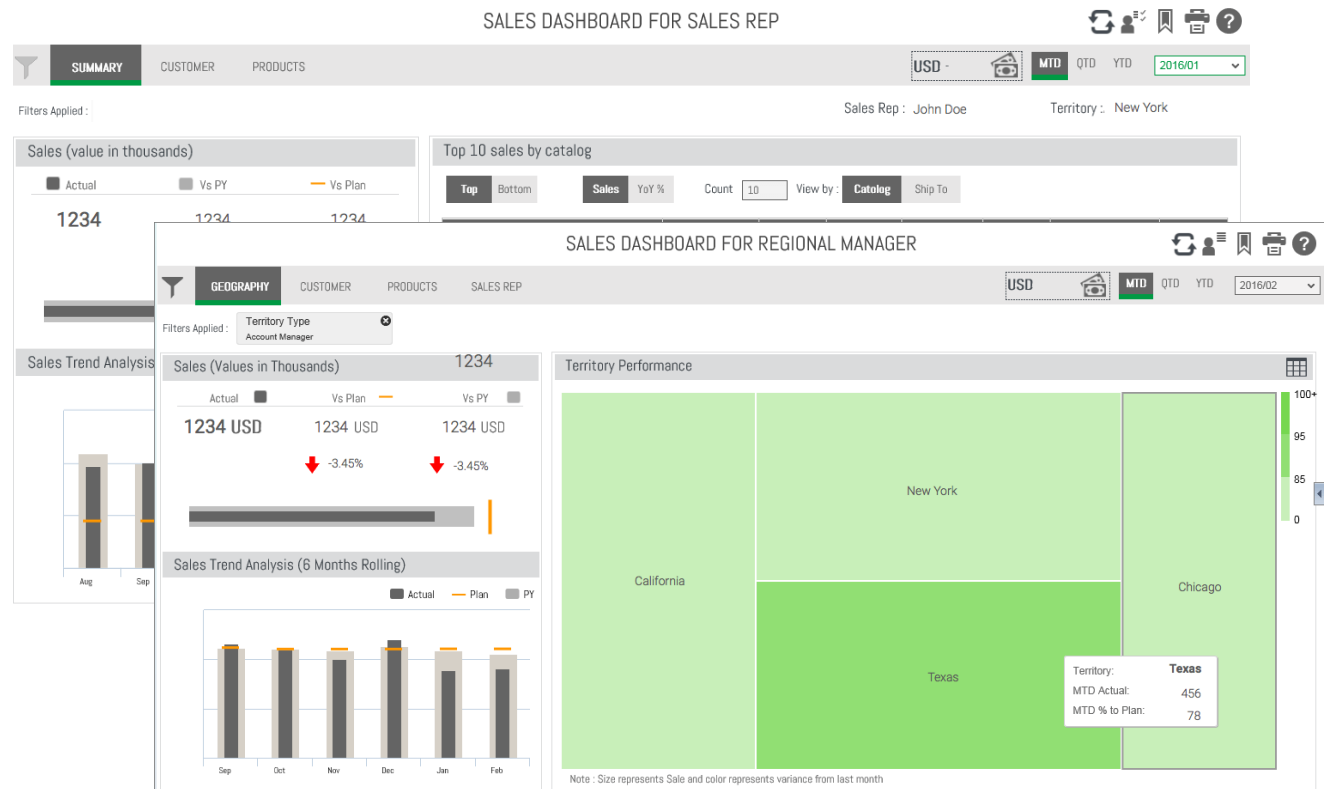 SALES DASHBOARD FOR SALES REP
SUMMARY CUSTOMER PRODUCTS USD - MTD QTD YTD 2016/01
Filters Applied : Sales Rep : John Doe Territory : New York
Sales (value in thousands)
Actual Vs PY Vs Plan
1234 1234 1234
Top 10 sales by catalog
Top Bottom Sales YoY % Count 10 View by : Catalog Ship To
Sales Trend Analysis
Aug Sep
SALES DASHBOARD FOR REGIONAL MANAGER
GEOGRAPHY CUSTOMER PRODUCTS SALES REP USD MTD QTD YTD 2016/02
Filters Applied : Territory Type
Account Manager
Sales (Values in Thousands) 1234
Actual Vs Plan Vs PY
1234 USD 1234 USD 1234 USD
-3.45% -3.45%
Sales Trend Analysis (6 Months Rolling)
Actual Plan PY
Sep Oct Nov Dec Jan Feb
Territory Performance
California
New York
Texas
Chicago
Territory: Texas
MTD Actual: 456
MTD % to Plan: 78
100+
95
85
0
Note : Size represents Sale and color represents variance from last month